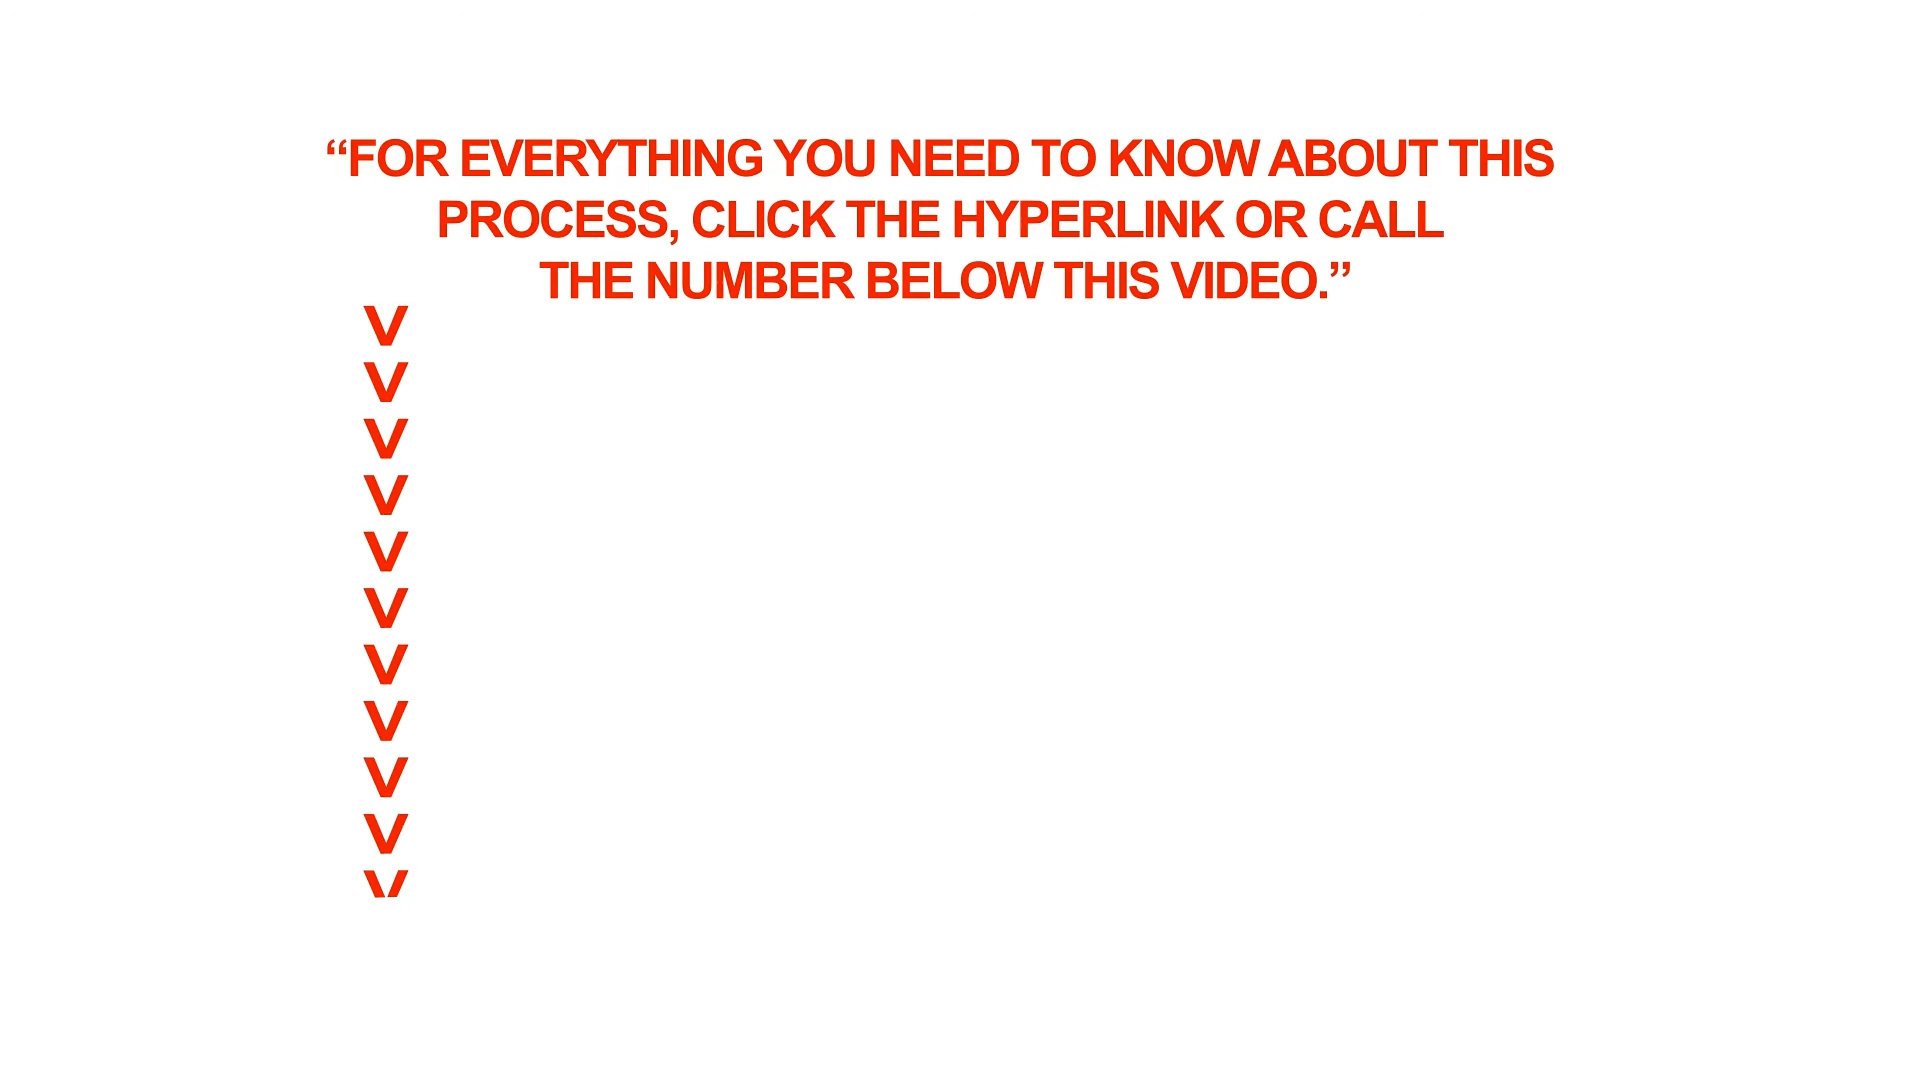 “FOR EVERYTHING YOU NEED TO KNOW ABOUT THIS
PROCESS, CLICK THE HYPERLINK OR CALL
THE NUMBER BELOW THIS VIDEO.”
V
V
V
V
V
V
V
V
V
V
V